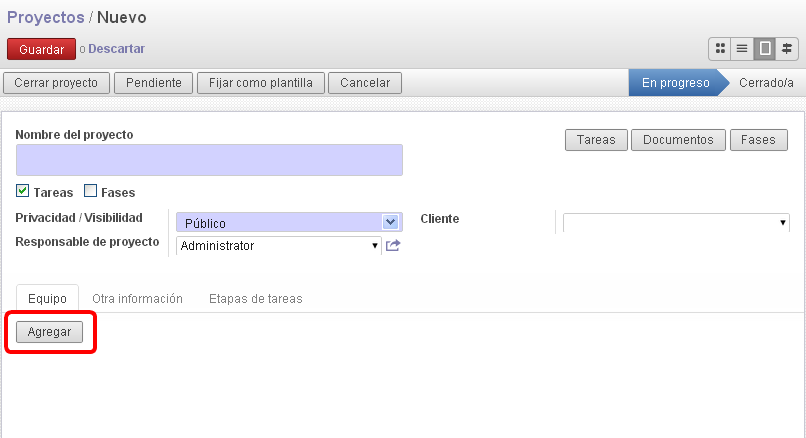 Proyectos / Nuevo
Guardar o Descartar
Cerrar proyecto Pendiente Fijar como plantilla Cancelar En progreso Cerrado/a
Nombre del proyecto
Tareas Documentos Fases
Tareas Fases
Privacidad / Visibilidad Público Cliente
Responsable de proyecto Administrator
Equipo Otra información Etapas de tareas
Agregar